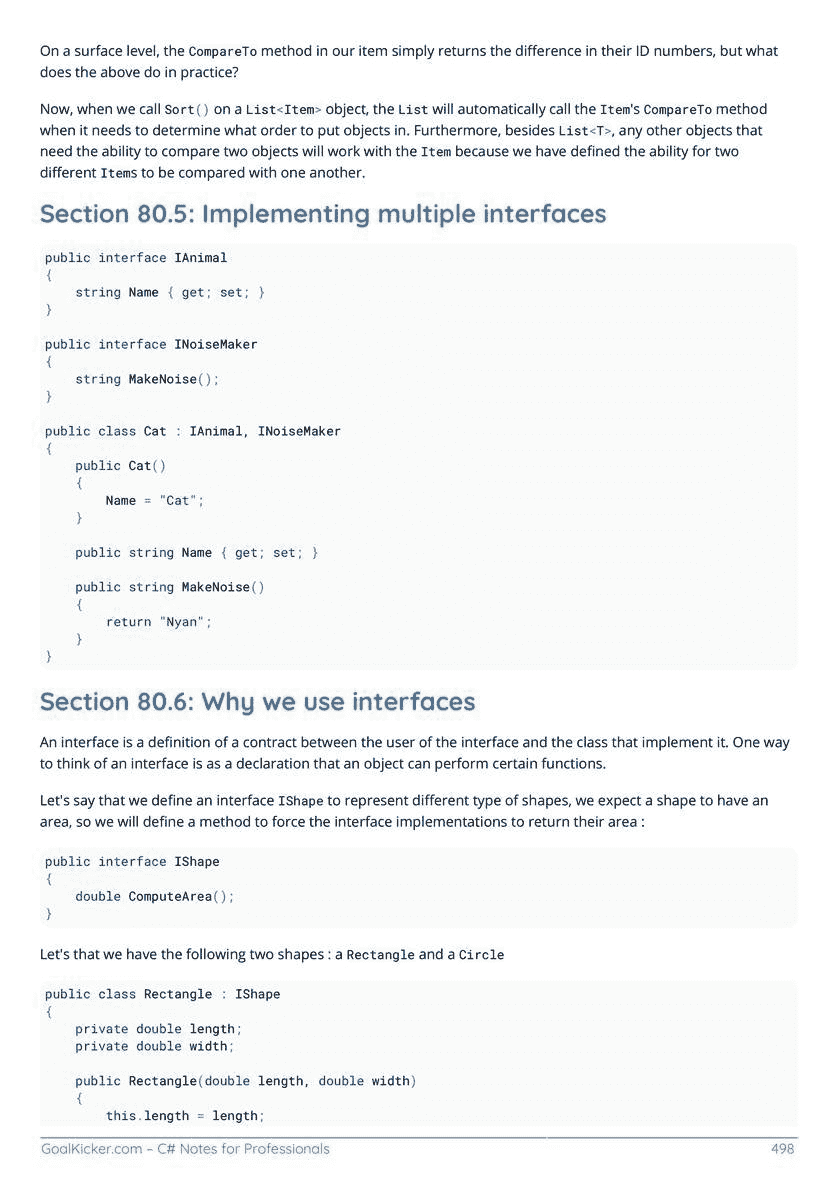 On a surface level, the CompareTo method in our item simply returns the difference in their ID numbers, but what
does the above do in practice?
Now, when we call Sort() on a List<Item> object, the List will automatically call the Item's CompareTo method
when it needs to determine what order to put objects in. Furthermore, besides List<T>, any other objects that
need the ability to compare two objects will work with the Item because we have defined the ability for two
different Items to be compared with one another.
Section 80.5: Implementing multiple interfaces
public interface IAnimal
{
    string Name { get; set; }
}
public interface INoiseMaker
{
    string MakeNoise();
}
public class Cat : IAnimal, INoiseMaker
{
    public Cat()
    {
        Name = "Cat";
    }
    public string Name { get; set; }
    public string MakeNoise()
    {
        return "Nyan";
    }
}
Section 80.6: Why we use interfaces
An interface is a definition of a contract between the user of the interface and the class that implement it. One way
to think of an interface is as a declaration that an object can perform certain functions.
Let's say that we define an interface IShape to represent different type of shapes, we expect a shape to have an
area, so we will define a method to force the interface implementations to return their area :
public interface IShape
{
    double ComputeArea();
}
Let's that we have the following two shapes : a Rectangle and a Circle
public class Rectangle : IShape
{
    private double length;
    private double width;
    public Rectangle(double length, double width)
    {
        this.length = length;
GoalKicker.com – C# Notes for Professionals
498